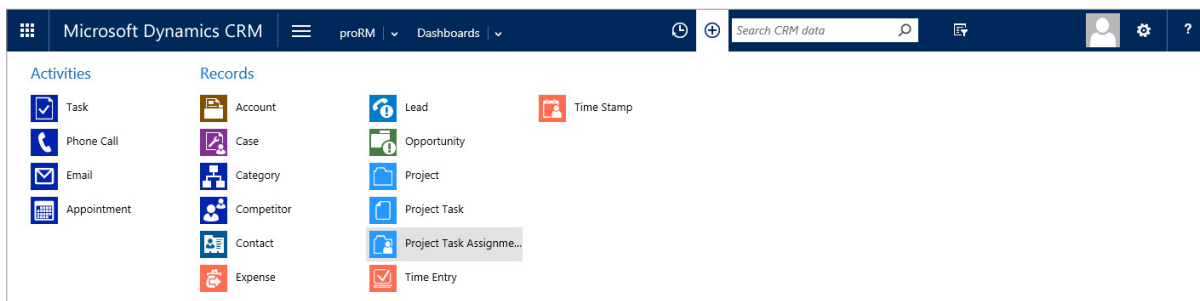 Microsoft Dynamics CRM proRM Dashboards Search CRM data ?
Activities Records
Task Account Lead Time Stamp
Phone Call Case Opportunity
Email Category Project
Appointment Competitor Project Task
Contact Project Task Assignme...
Expense Time Entry